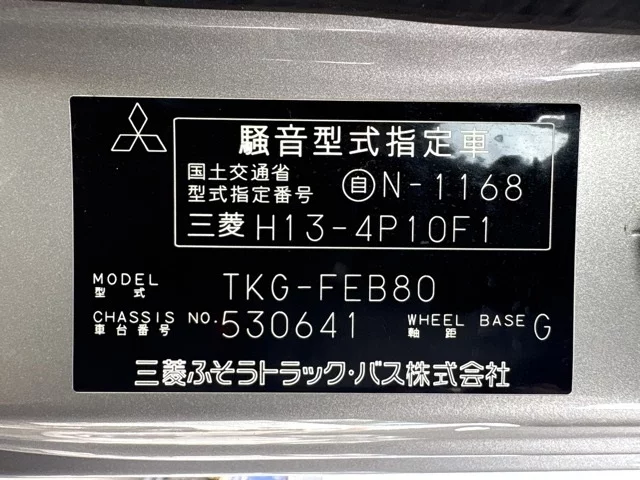 騒音型式指定車
国土交通省
型式指定番号 自 N-1168
三菱 H13-4P10F1
MODEL
型式 TKG-FEB80
CHASSIS NO.
車台番号 530641 WHEEL BASE
軸距 G
三菱ふそうトラック・バス株式会社